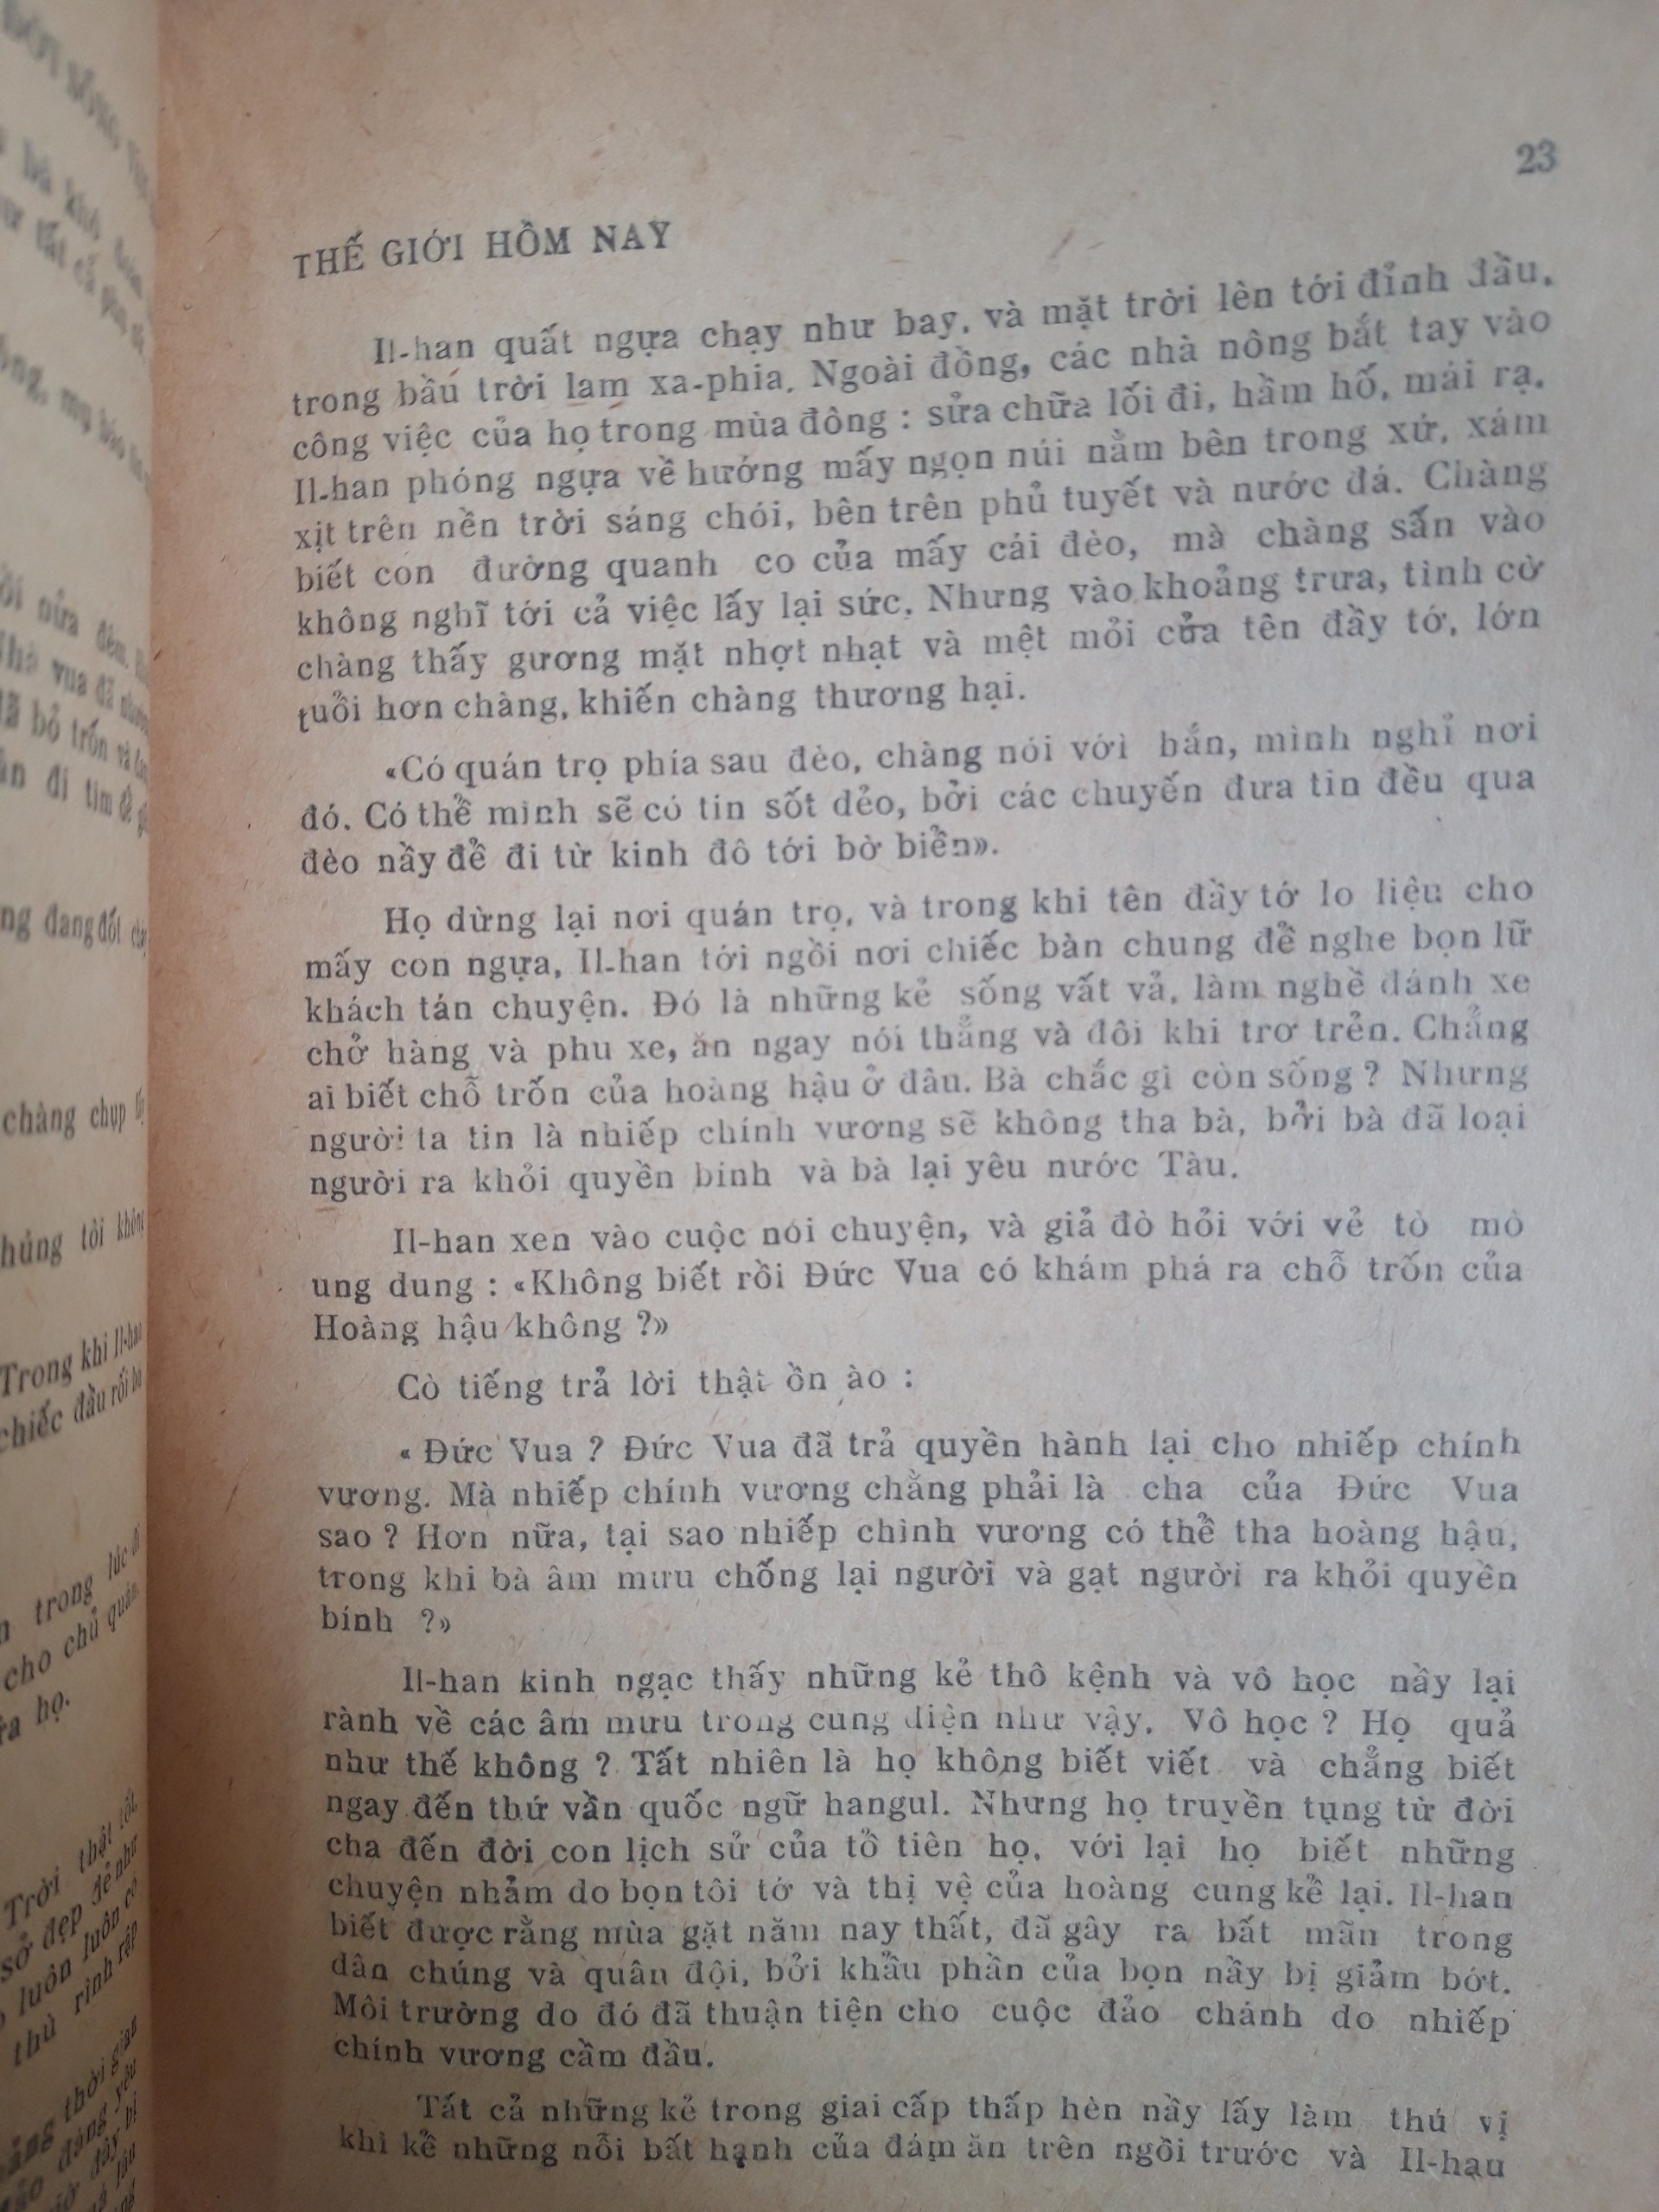 23
THẾ GIỚI HÔM NAY
Il-han quất ngựa chạy như bay, và mặt trời lên tới đỉnh đầu,
trong bầu trời lam xa-phia. Ngoài đồng, các nhà nông bắt tay vào
công việc của họ trong mùa đông : sửa chữa lối đi, hầm hố, mái rạ.
Il-han phóng ngựa về hướng mấy ngọn núi nằm bên trong xứ, xám
xịt trên nền trời sáng chói, bên trên phủ tuyết và nước đá. Chàng
biết con đường quanh co của mấy cái đèo, mà chàng sấn vào
không nghĩ tới cả việc lấy lại sức. Nhưng vào khoảng trưa, tình cờ
chàng thấy gương mặt nhợt nhạt và mệt mỏi của tên đầy tớ, lớn
tuổi hơn chàng, khiến chàng thương hại.
«Có quán trọ phía sau đèo, chàng nói với hắn, mình nghỉ nơi
đó. Có thể mình sẽ có tin sốt dẻo, bởi các chuyến đưa tin đều qua
đèo nầy để đi từ kinh đô tới bờ biển».
Họ dừng lại nơi quán trọ, và trong khi tên đầy tớ lo liệu cho
mấy con ngựa, Il-han tới ngồi nơi chiếc bàn chung để nghe bọn lữ
khách tán chuyện. Đó là những kẻ sống vất vả, làm nghề đánh xe
chở hàng và phu xe, ăn ngay nói thẳng và đôi khi trơ trẻn. Chẳng
ai biết chỗ trốn của hoàng hậu ở đâu. Bà chắc gì còn sống ? Nhưng
người ta tin là nhiếp chính vương sẽ không tha bà, bởi bà đã loại
người ra khỏi quyền bính và bà lại yêu nước Tàu.
Il-han xen vào cuộc nói chuyện, và giả đò hỏi với vẻ tò mò
ung dung : «Không biết rồi Đức Vua có khám phá ra chỗ trốn của
Hoàng hậu không ?»
Cò tiếng trả lời thật ồn ào :
« Đức Vua ? Đức Vua đã trả quyền hành lại cho nhiếp chính
vương. Mà nhiếp chính vương chẳng phải là cha của Đức Vua
sao ? Hơn nữa, tại sao nhiếp chình vương có thể tha hoàng hậu,
trong khi bà âm mưu chống lại người và gạt người ra khỏi quyền
bính ?»
Il-han kinh ngạc thấy những kẻ thô kệnh và vô học nầy lại
rành về các âm mưu trong cung điện như vậy. Vô học ? Họ quả
như thế không ? Tất nhiên là họ không biết viết và chẳng biết
ngay đến thứ vần quốc ngữ hangul. Nhưng họ truyền tụng từ đời
cha đến đời con lịch sử của tổ tiên họ, với lại họ biết những
chuyện nhảm do bọn tôi tớ và thị vệ của hoàng cung kể lại. Il-han
biết được rằng mùa gặt năm nay thất, đã gây ra bất mãn trong
dân chúng và quân đội, bởi khẩu phần của bọn nầy bị giảm bớt.
Môi trường do đó đã thuận tiện cho cuộc đảo chánh do nhiếp
chính vương cầm đầu.
Tất cả những kẻ trong giai cấp thấp hèn nầy lấy làm thú vị
khi kể những nỗi bất hạnh của đám ăn trên ngồi trước và Il-hau